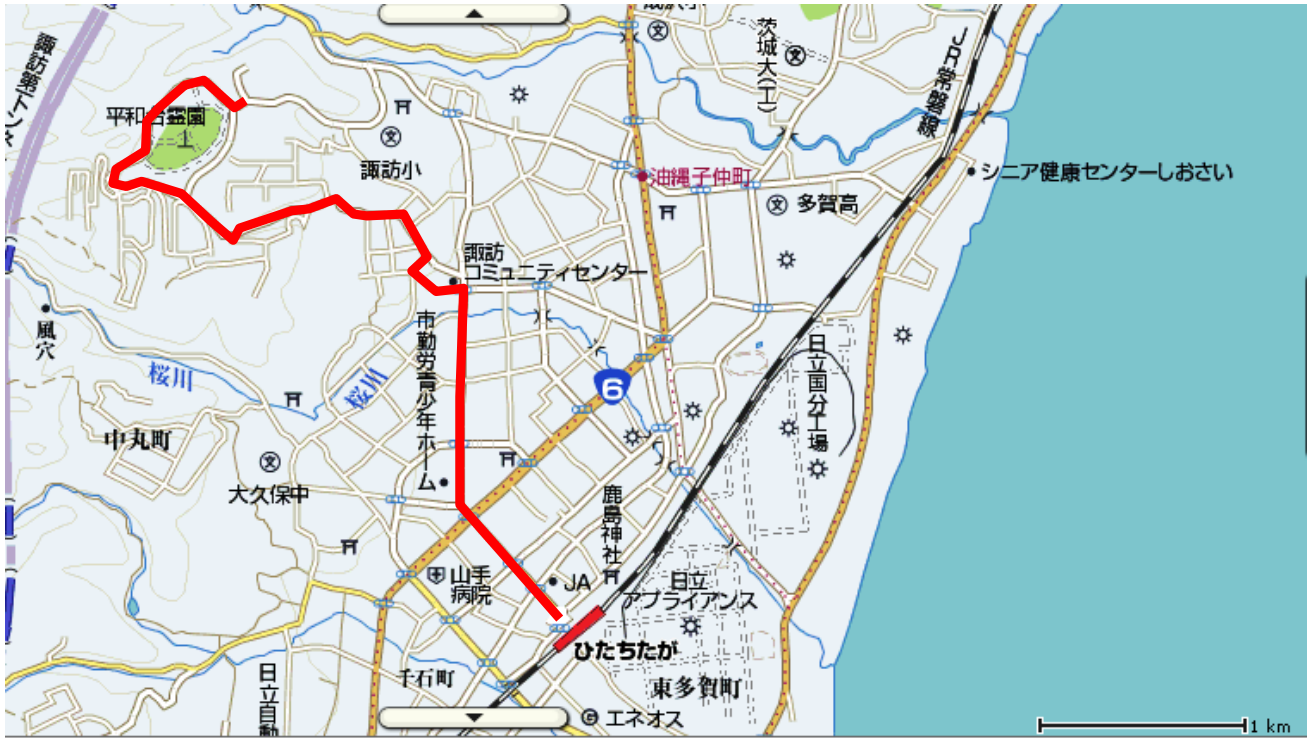 諏訪第下トン
平和台霊園
諏訪小
茨城大(工)
JR常磐線
油縄子仲町
多賀高
シニア健康センターしおさい
諏訪
コミュニティセンター
風穴
桜川
桜川
市勤労青少年ホーム
6
日立国分工場
中丸町
大久保中
鹿島神社
山手
病院
JA
日立
アプライアンス
ひたちたが
千石町
東多賀町
日立自動
エネオス
1 km